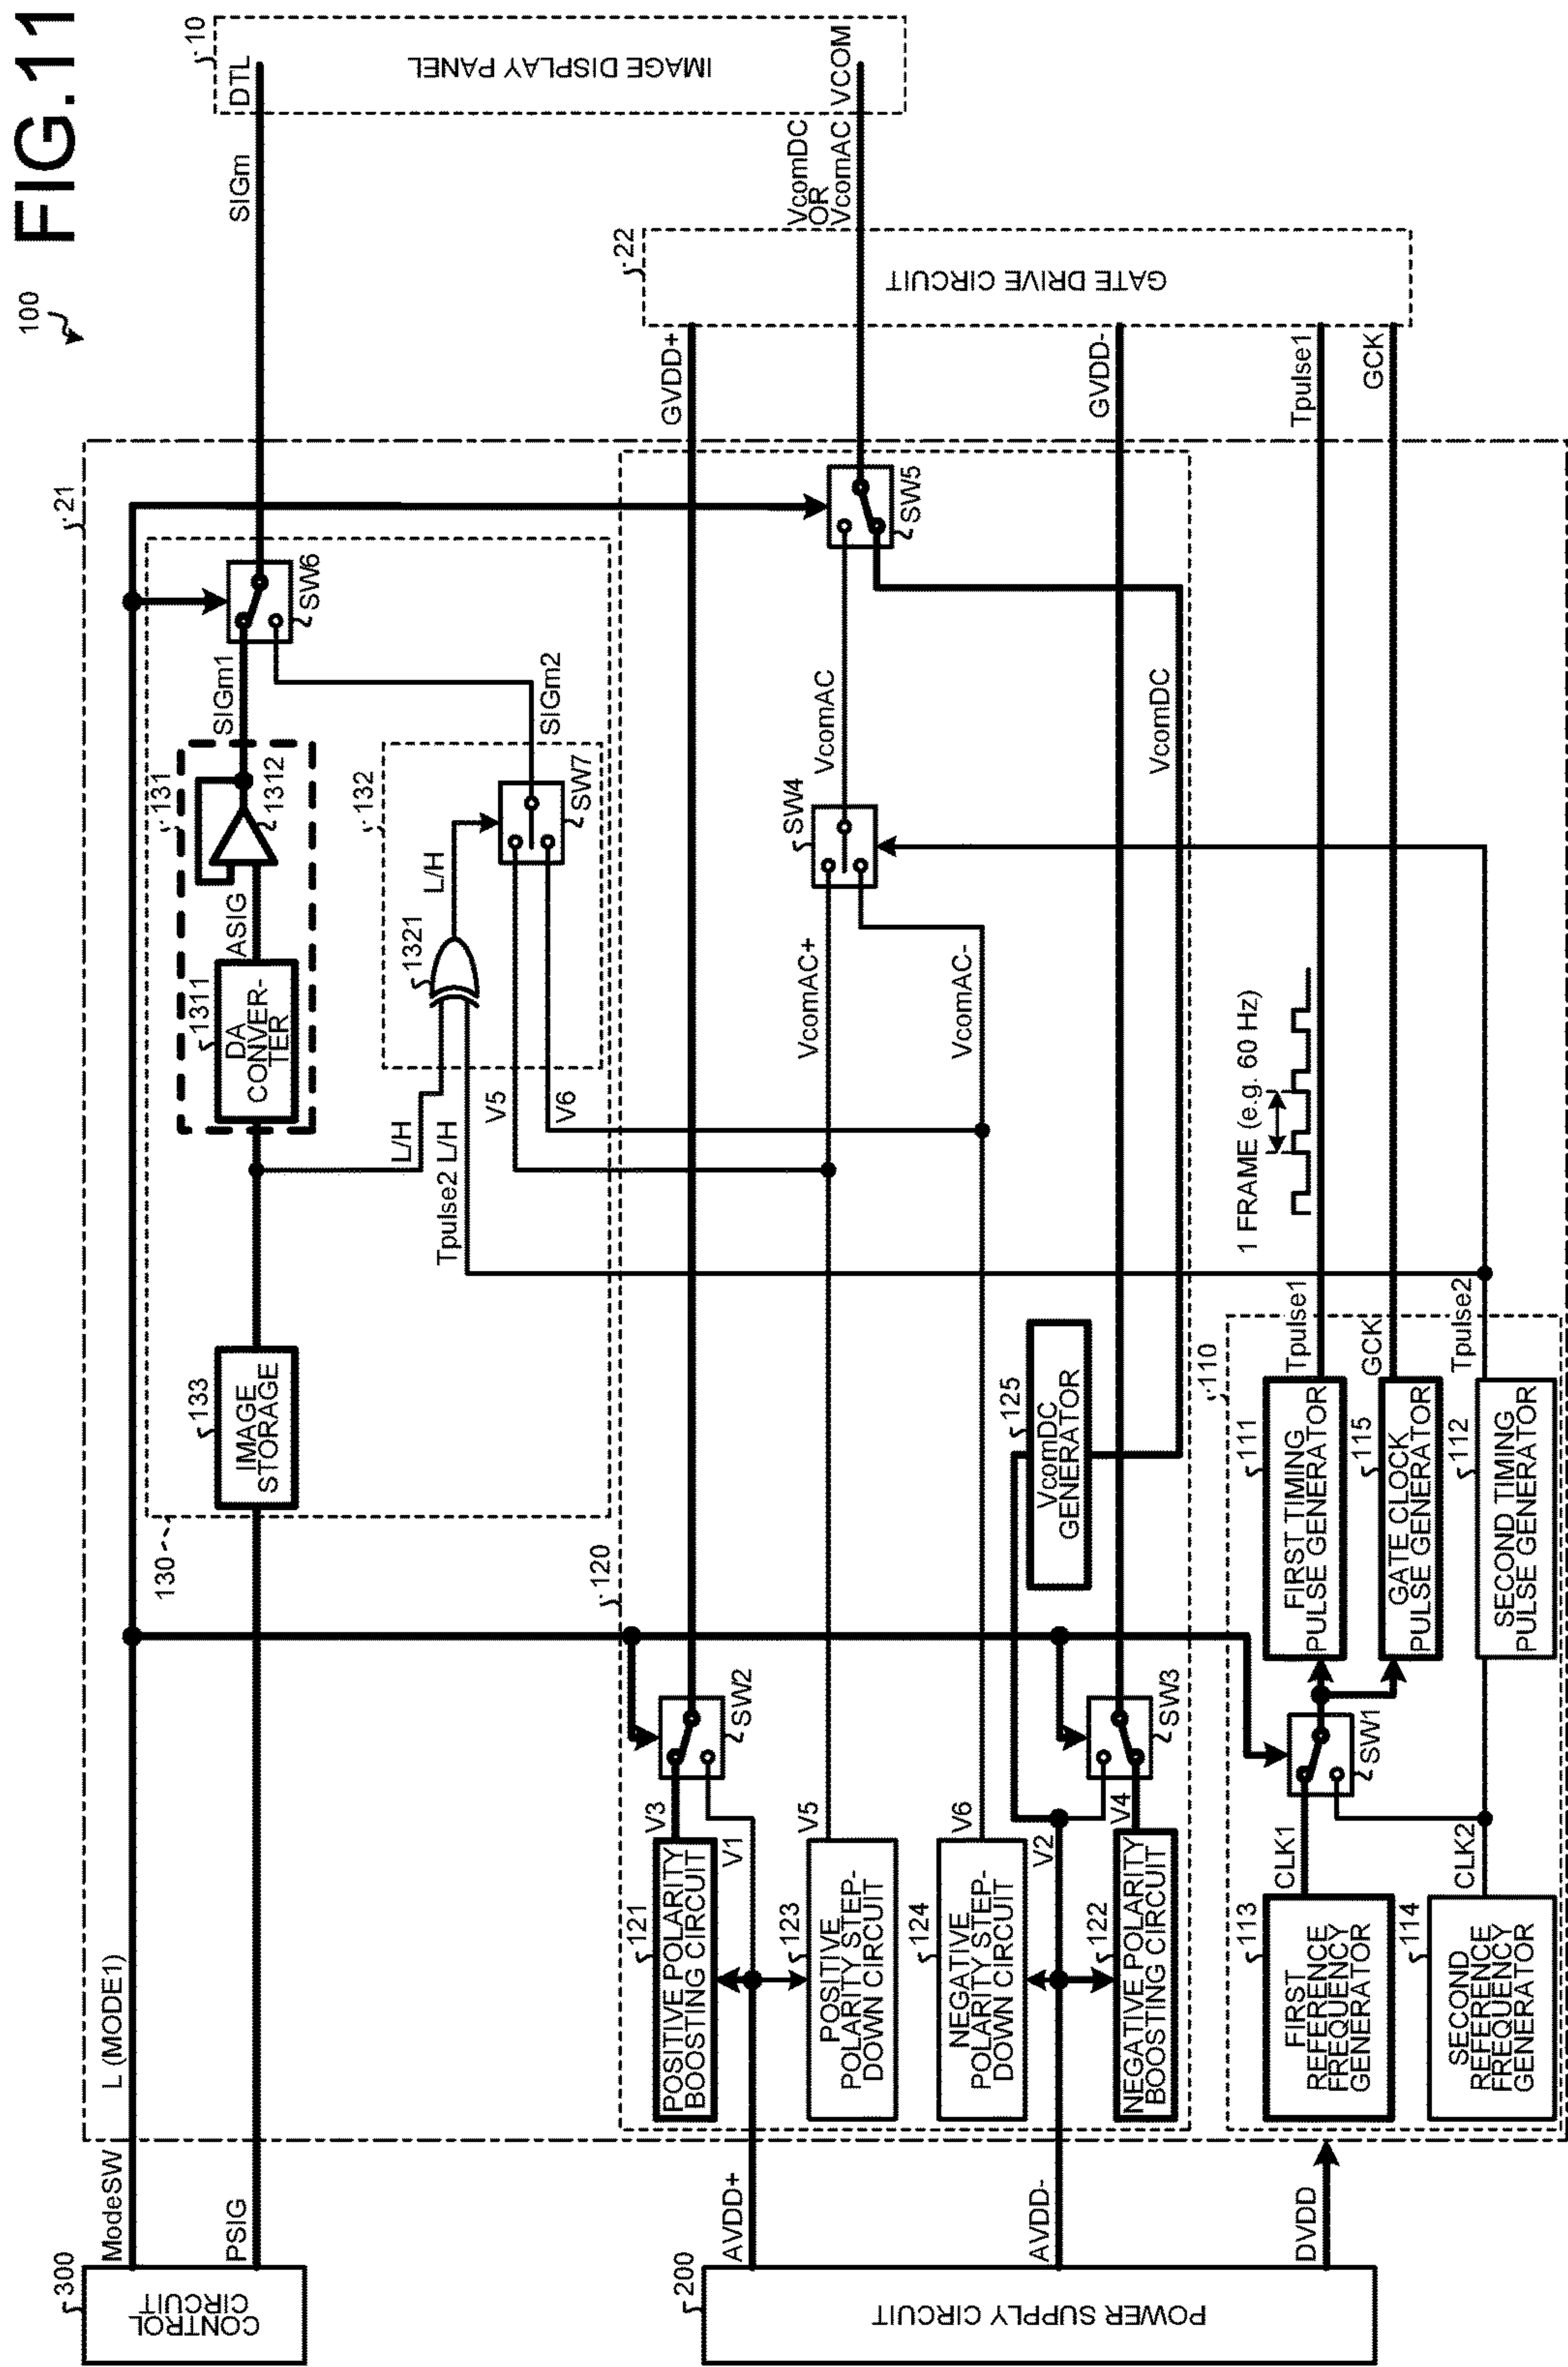 FIG.11
100
300
CONTROL
CIRCUIT
ModeSW
L (MODE1)
PSIG
21
10
DTL
SIGm
IMAGE DISPLAY PANEL
VCOM
VcomDC
OR
VcomAC
130
133
IMAGE
STORAGE
131
1311
DA
CONVER-
TER
ASIG
1312
SIGm1
SW6
SIGm2
132
1321
L/H
L/H
Tpulse2 L/H
V5
V6
SW7
22
GATE DRIVE CIRCUIT
GVDD+
GVDD-
Tpulse1
GCK
200
POWER SUPPLY CIRCUIT
AVDD+
AVDD-
DVDD
120
121
POSITIVE POLARITY
BOOSTING CIRCUIT
V3
V1
SW2
123
POSITIVE
POLARITY STEP-
DOWN CIRCUIT
V5
VcomAC+
124
NEGATIVE
POLARITY STEP-
DOWN CIRCUIT
V6
VcomAC-
SW4
VcomAC
SW5
V2
122
NEGATIVE POLARITY
BOOSTING CIRCUIT
V4
SW3
125
VcomDC
GENERATOR
VcomDC
110
113
FIRST
REFERENCE
FREQUENCY
GENERATOR
CLK1
SW1
114
SECOND
REFERENCE
FREQUENCY
GENERATOR
CLK2
111
FIRST TIMING
PULSE GENERATOR
Tpulse1
1 FRAME (e.g. 60 Hz)
115
GATE CLOCK
PULSE GENERATOR
GCK
112
SECOND TIMING
PULSE GENERATOR
Tpulse2